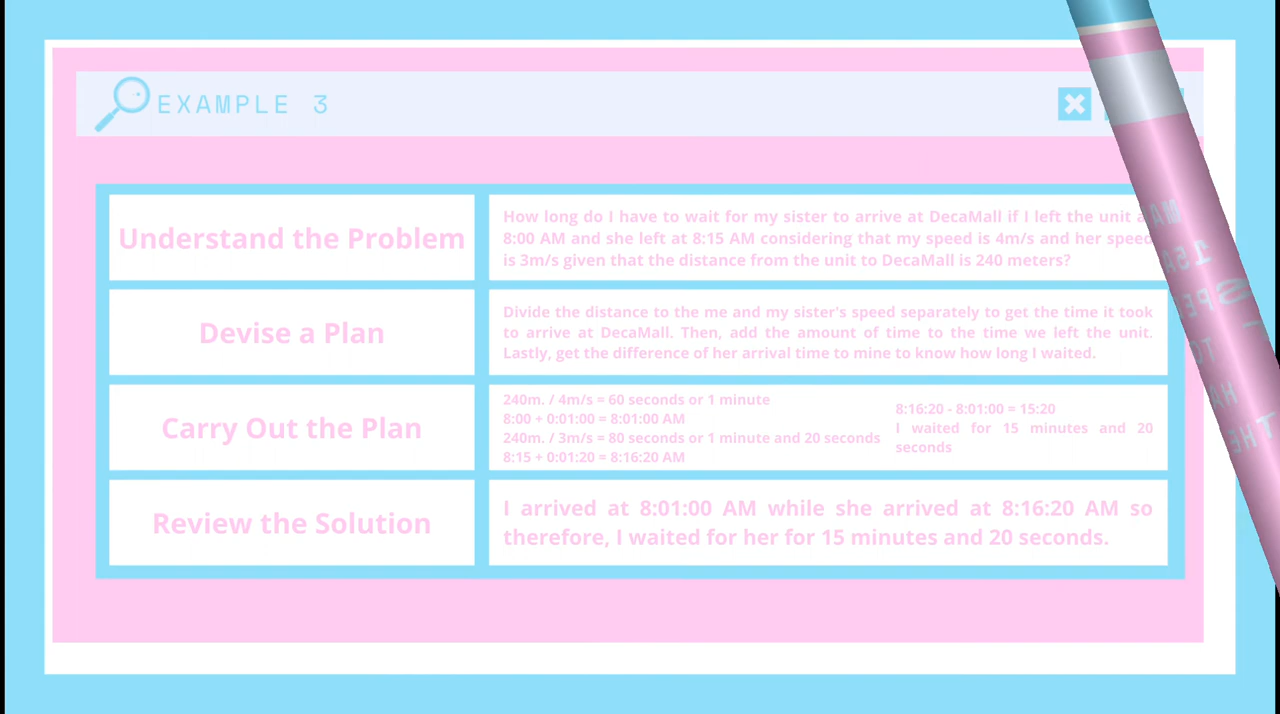 EXAMPLE 3
Understand the Problem
How long do I have to wait for my sister to arrive at DecaMall if I left the unit
8:00 AM and she left at 8:15 AM considering that my speed is 4m/s and her speed
is 3m/s given that the distance from the unit to DecaMall is 240 meters?
Devise a Plan
Divide the distance to the me and my sister's speed separately to get the time it took
to arrive at DecaMall. Then, add the amount of time to the time we left the unit.
Lastly, get the difference of her arrival time to mine to know how long I waited.
Carry Out the Plan
240m. / 4m/s = 60 seconds or 1 minute
8:00 + 0:01:00 = 8:01:00 AM
240m. / 3m/s = 80 seconds or 1 minute and 20 seconds
8:15 + 0:01:20 = 8:16:20 AM
8:16:20 - 8:01:00 = 15:20
I waited for 15 minutes and 20
seconds
Review the Solution
I arrived at 8:01:00 AM while she arrived at 8:16:20 AM so
therefore, I waited for her for 15 minutes and 20 seconds.